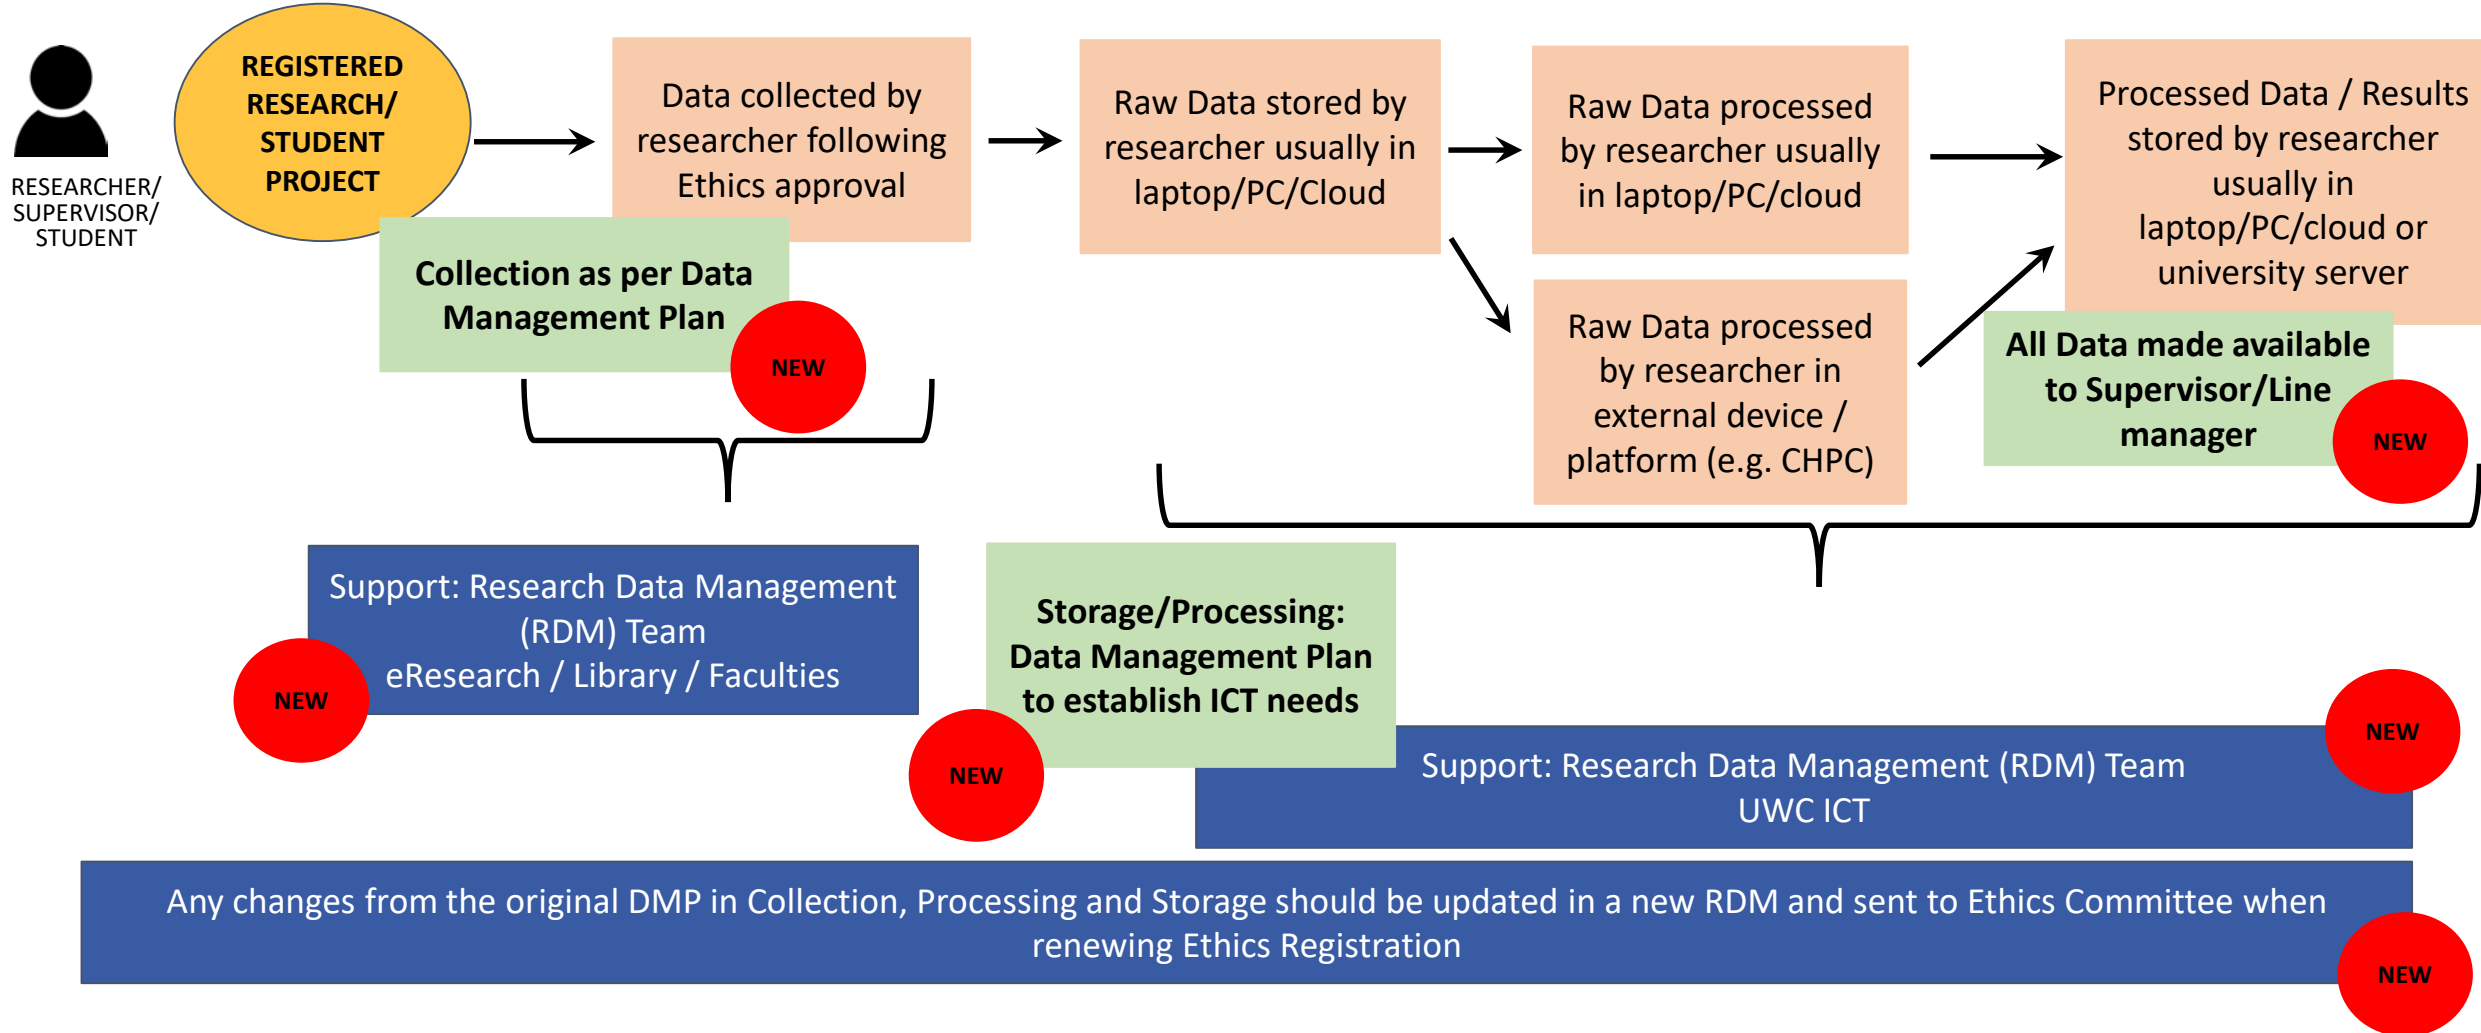 RESEARCHER/
SUPERVISOR/
STUDENT
REGISTERED
RESEARCH/
STUDENT
PROJECT
Data collected by
researcher following
Ethics approval
Collection as per Data
Management Plan
NEW
Raw Data stored by
researcher usually in
laptop/PC/Cloud
Raw Data processed
by researcher usually
in laptop/PC/cloud
Raw Data processed
by researcher in
external device /
platform (e.g. CHPC)
Processed Data / Results
stored by researcher
usually in
laptop/PC/cloud or
university server
All Data made available
to Supervisor/Line
manager
NEW
Support: Research Data Management
(RDM) Team
eResearch / Library / Faculties
NEW
Storage/Processing:
Data Management Plan
to establish ICT needs
NEW
Support: Research Data Management (RDM) Team
UWC ICT
NEW
Any changes from the original DMP in Collection, Processing and Storage should be updated in a new RDM and sent to Ethics Committee when
renewing Ethics Registration
NEW